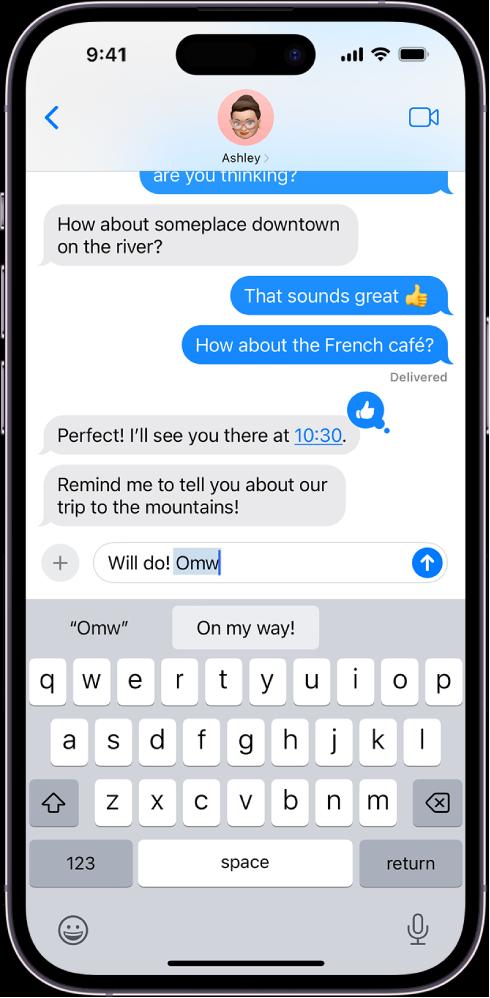 9:41
Ashley
are you thinking?
How about someplace downtown
on the river?
That sounds great 👍
How about the French café?
Delivered
Perfect! I’ll see you there at 10:30.
Remind me to tell you about our
trip to the mountains!
Will do! Omw
“Omw” On my way!
q w e r t y u i o p
a s d f g h j k l
z x c v b n m
123 space return